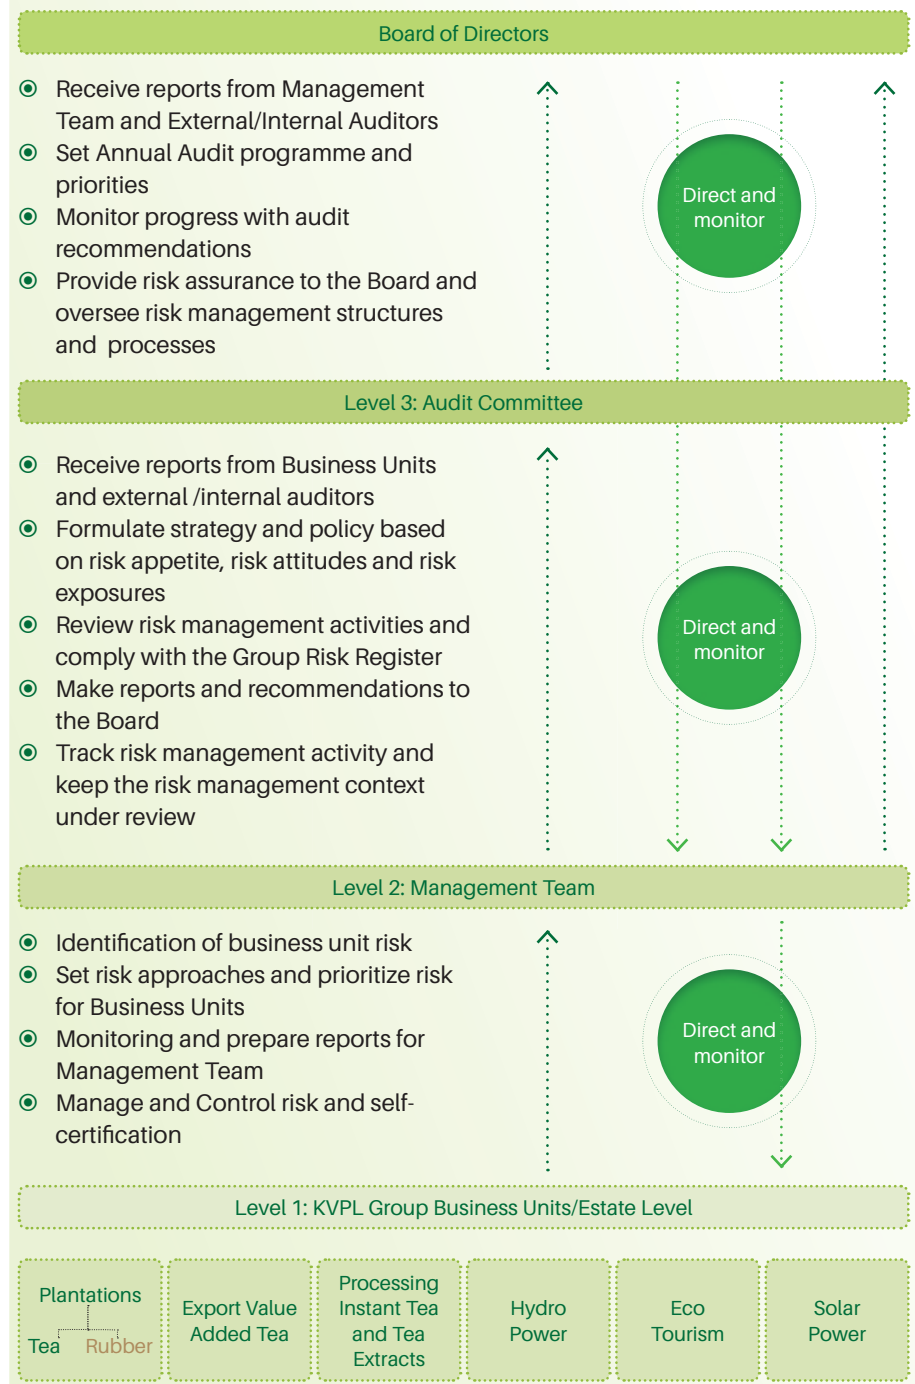 Board of Directors
Receive reports from Management
Team and External/Internal Auditors
Set Annual Audit programme and
priorities
Monitor progress with audit
recommendations
Provide risk assurance to the Board and
oversee risk management structures
and processes
Direct and
monitor
Level 3: Audit Committee
Receive reports from Business Units
and external /internal auditors
Formulate strategy and policy based
on risk appetite, risk attitudes and risk
exposures
Review risk management activities and
comply with the Group Risk Register
Make reports and recommendations to
the Board
Track risk management activity and
keep the risk management context
under review
Direct and
monitor
Level 2: Management Team
Identification of business unit risk
Set risk approaches and prioritize risk
for Business Units
Monitoring and prepare reports for
Management Team
Manage and Control risk and self-
certification
Direct and
monitor
Level 1: KVPL Group Business Units/Estate Level
Plantations
Tea Rubber
Export Value
Added Tea
Processing
Instant Tea
and Tea
Extracts
Hydro
Power
Eco
Tourism
Solar
Power